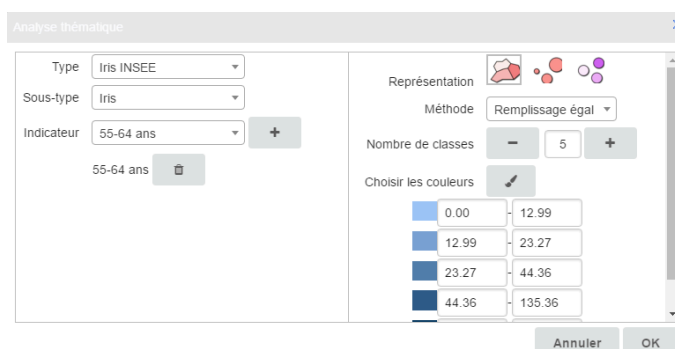 Analyse thématique
Type Iris INSEE
Sous-type Iris
Indicateur 55-64 ans +
55-64 ans
Représentation
Méthode Remplissage égal
Nombre de classes - 5 +
Choisir les couleurs
0.00 - 12.99
12.99 - 23.27
23.27 - 44.36
44.36 - 135.36
Annuler OK